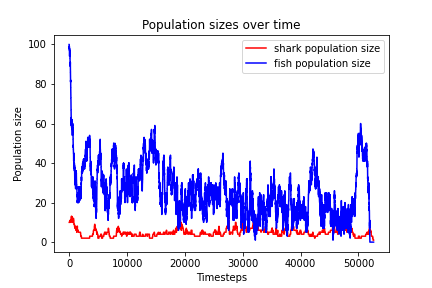 Population sizes over time
shark population size
fish population size
Population size
100
80
60
40
20
0
0
10000
20000
30000
40000
50000
Timesteps